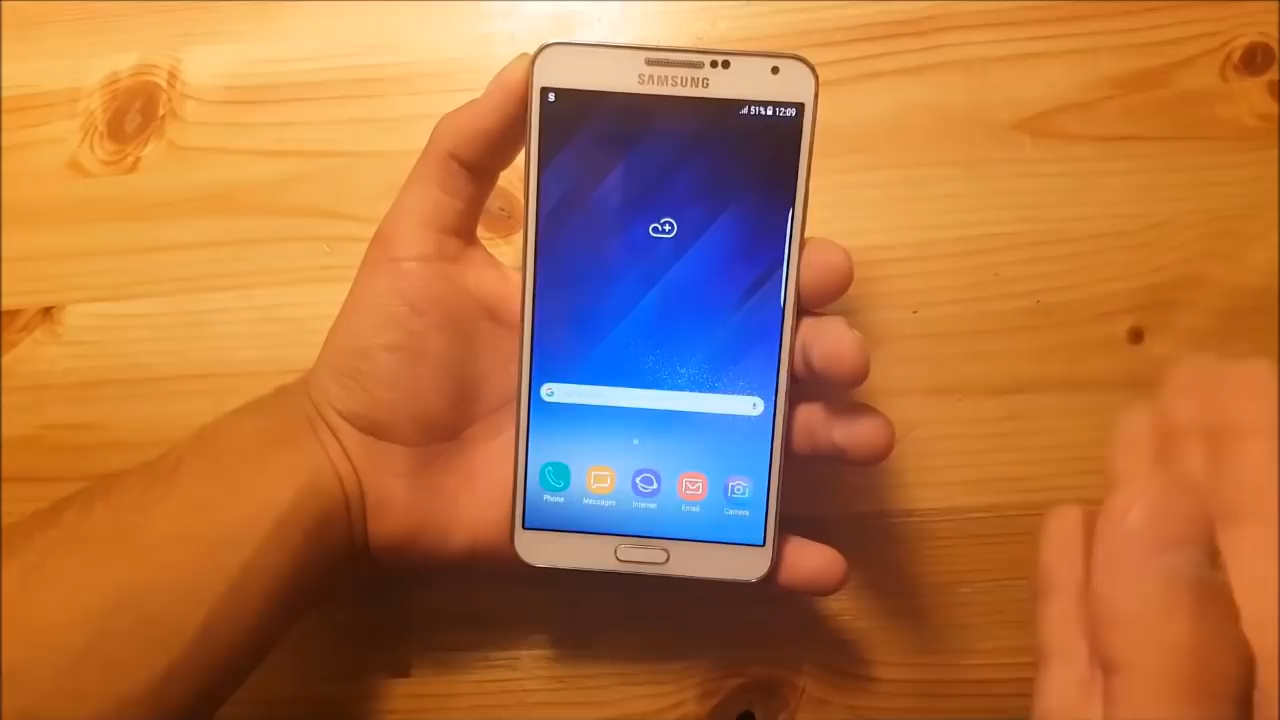 SAMSUNG
S
51% 12:09
G
Phone
Messages
Internet
Email
Camera